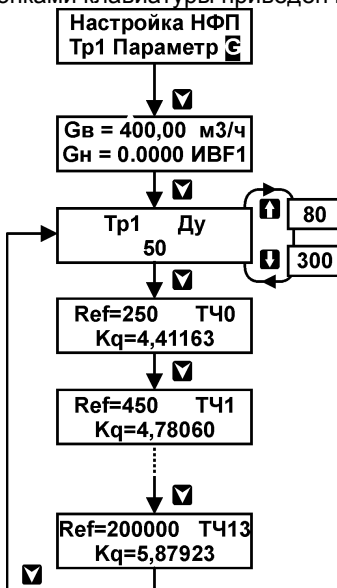 Настройка НФП
Тр1 Параметр G
Gв = 400,00 м3/ч
Gн = 0.0000 ИВF1
Тр1 Ду
50
80
300
Ref=250 ТЧ0
Kq=4,41163
Ref=450 ТЧ1
Kq=4,78060
Ref=200000 ТЧ13
Kq=5,87923